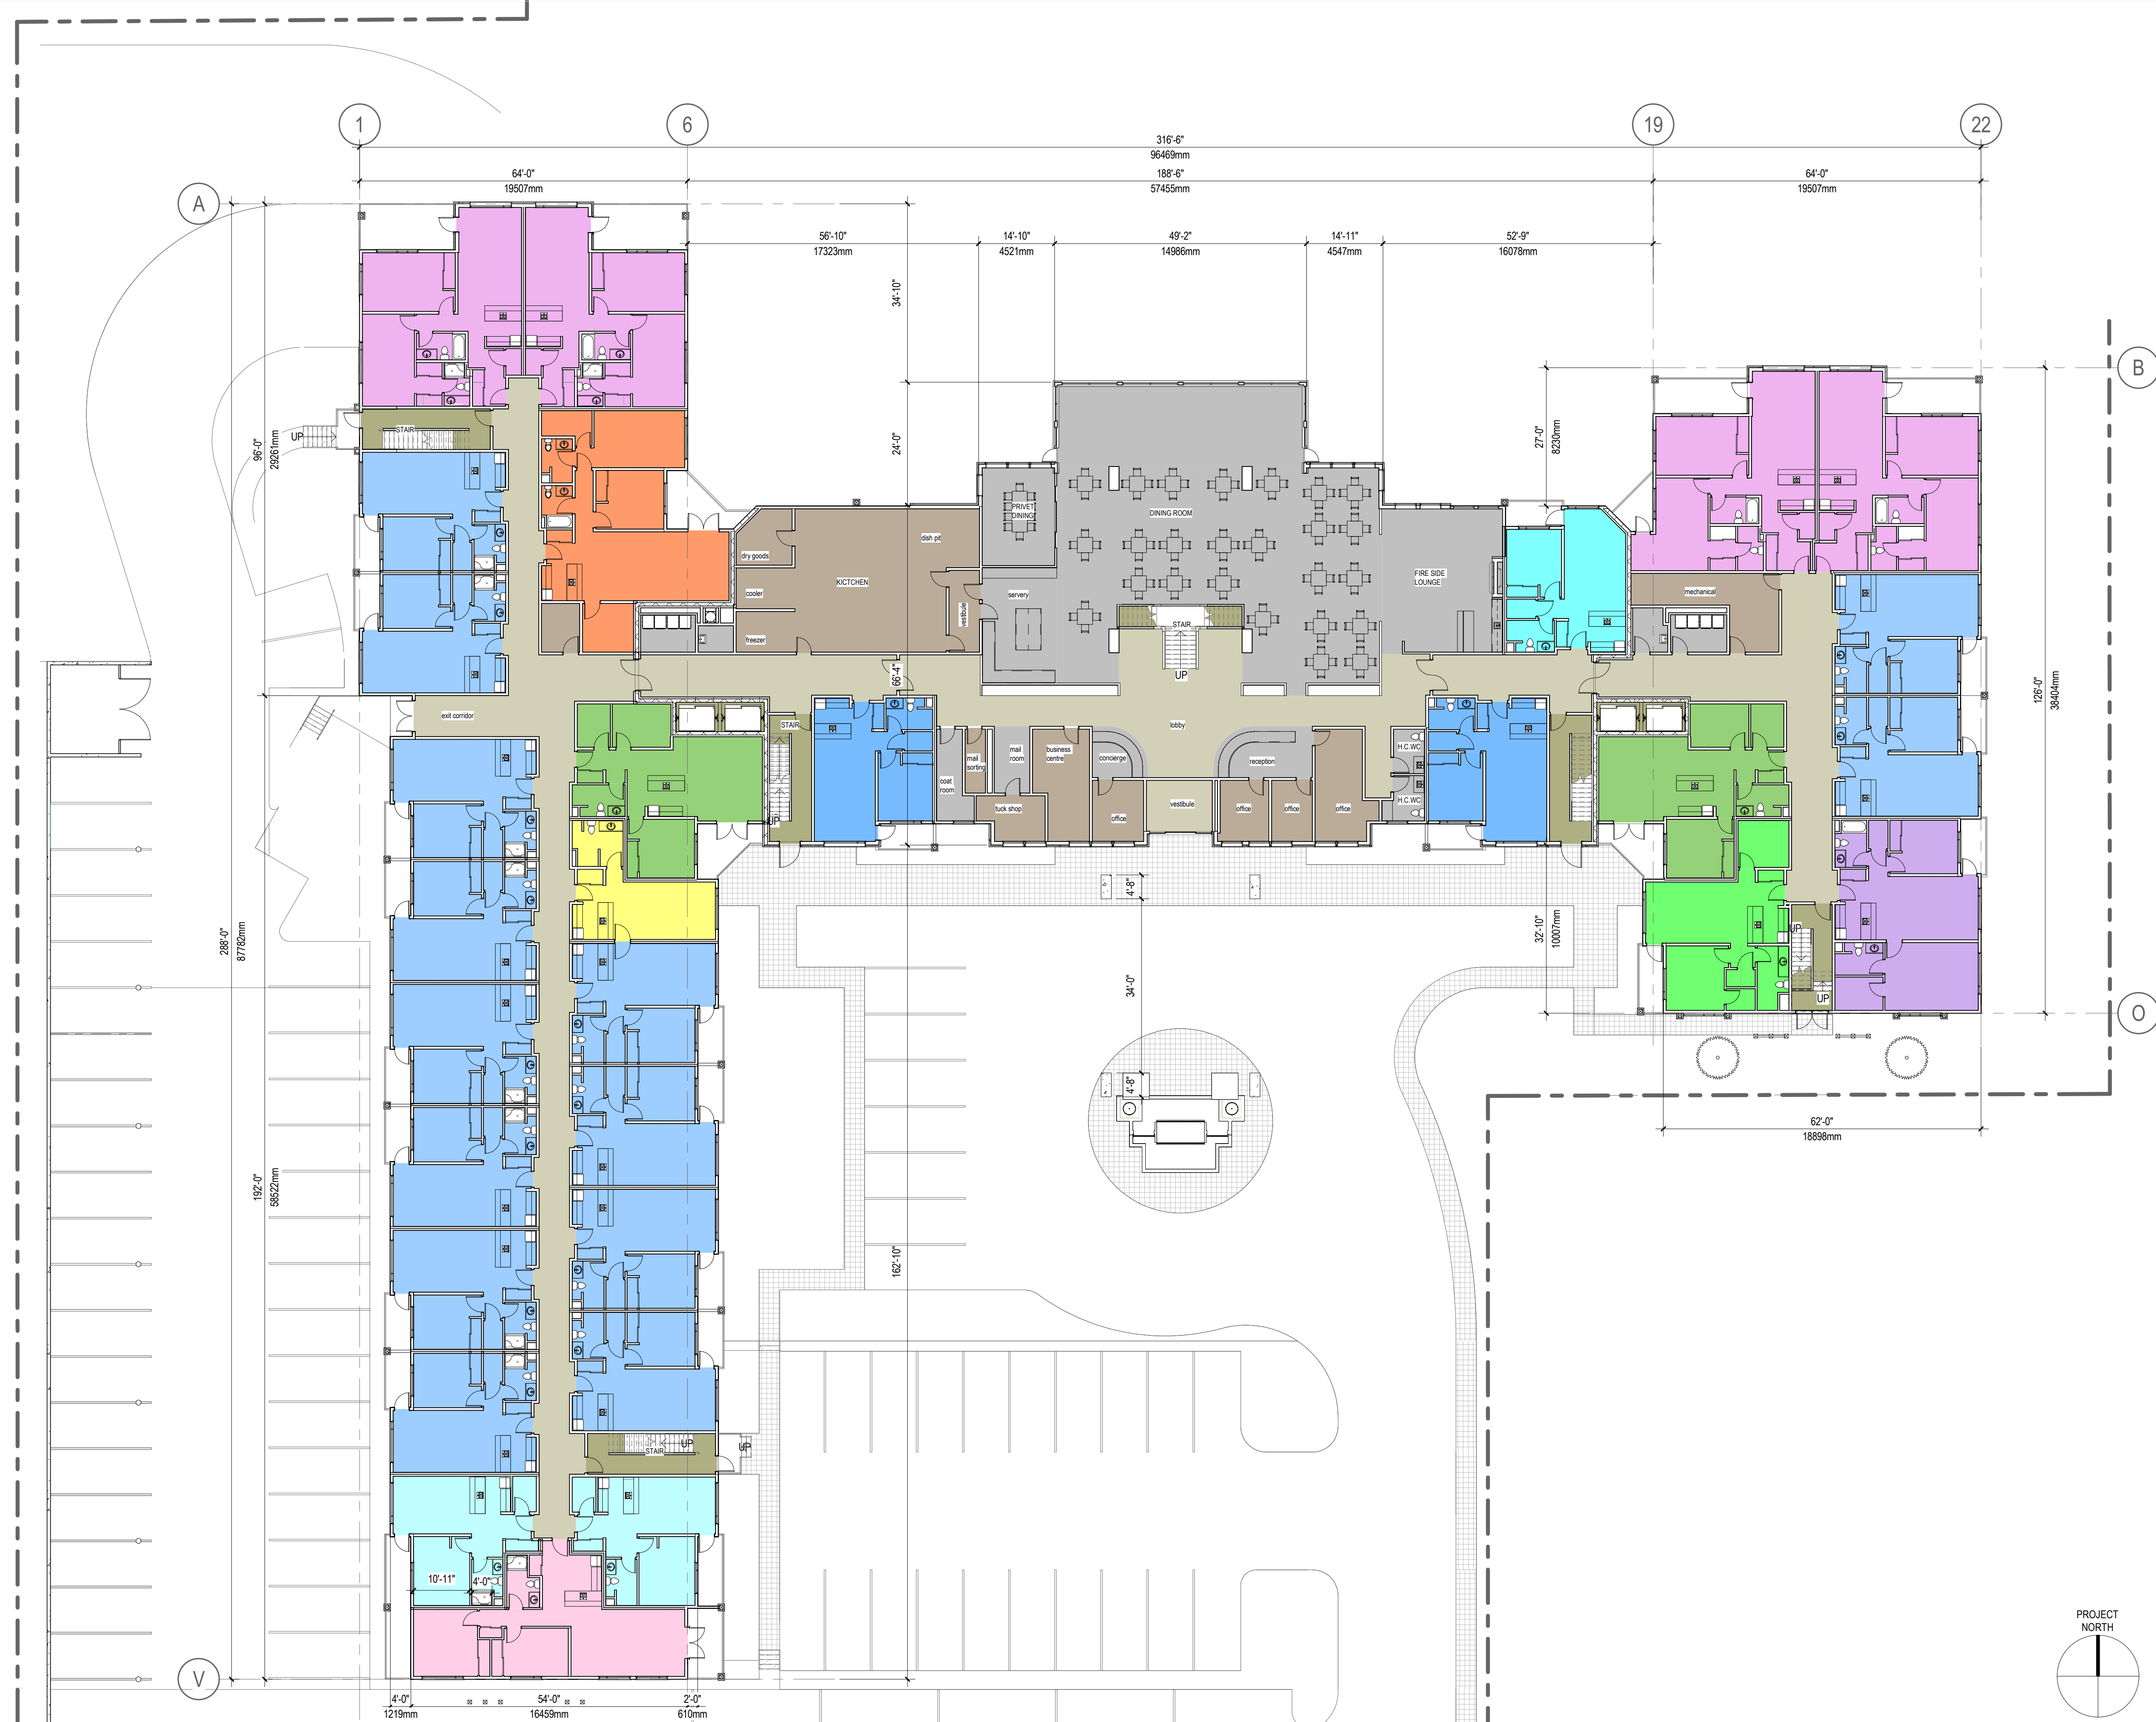 1
6
19
22
316'-6"
96469mm
64'-0"
19507mm
188'-6"
57455mm
64'-0"
19507mm
A
56'-10"
17323mm
14'-10"
4521mm
49'-2"
14986mm
14'-11"
4547mm
52'-9"
16078mm
34'-10"
B
STAIR
UP
96'-0"
29261mm
24'-0"
27'-0"
8230mm
PRIVET
DINING
DINING ROOM
dish pit
dry goods
KICTCHEN
cooler
freezer
vestibule
servery
FIRE SIDE
LOUNGE
mechanical
STAIR
UP
66'-4"
126'-0"
38404mm
exit corridor
STAIR
UP
lobby
coat
room
mail
sorting
mail
room
business
centre
concierge
reception
H.C.WC
H.C.WC
tuck shop
office
vestibule
office
office
office
4'-8"
288'-0"
87782mm
32'-10"
10007mm
34'-0"
UP
UP
O
4'-8"
62'-0"
18898mm
192'-0"
58522mm
162'-10"
STAIR
UP
UP
10'-11"
4'-0"
PROJECT
NORTH
V
4'-0"
1219mm
54'-0"
16459mm
2'-0"
610mm